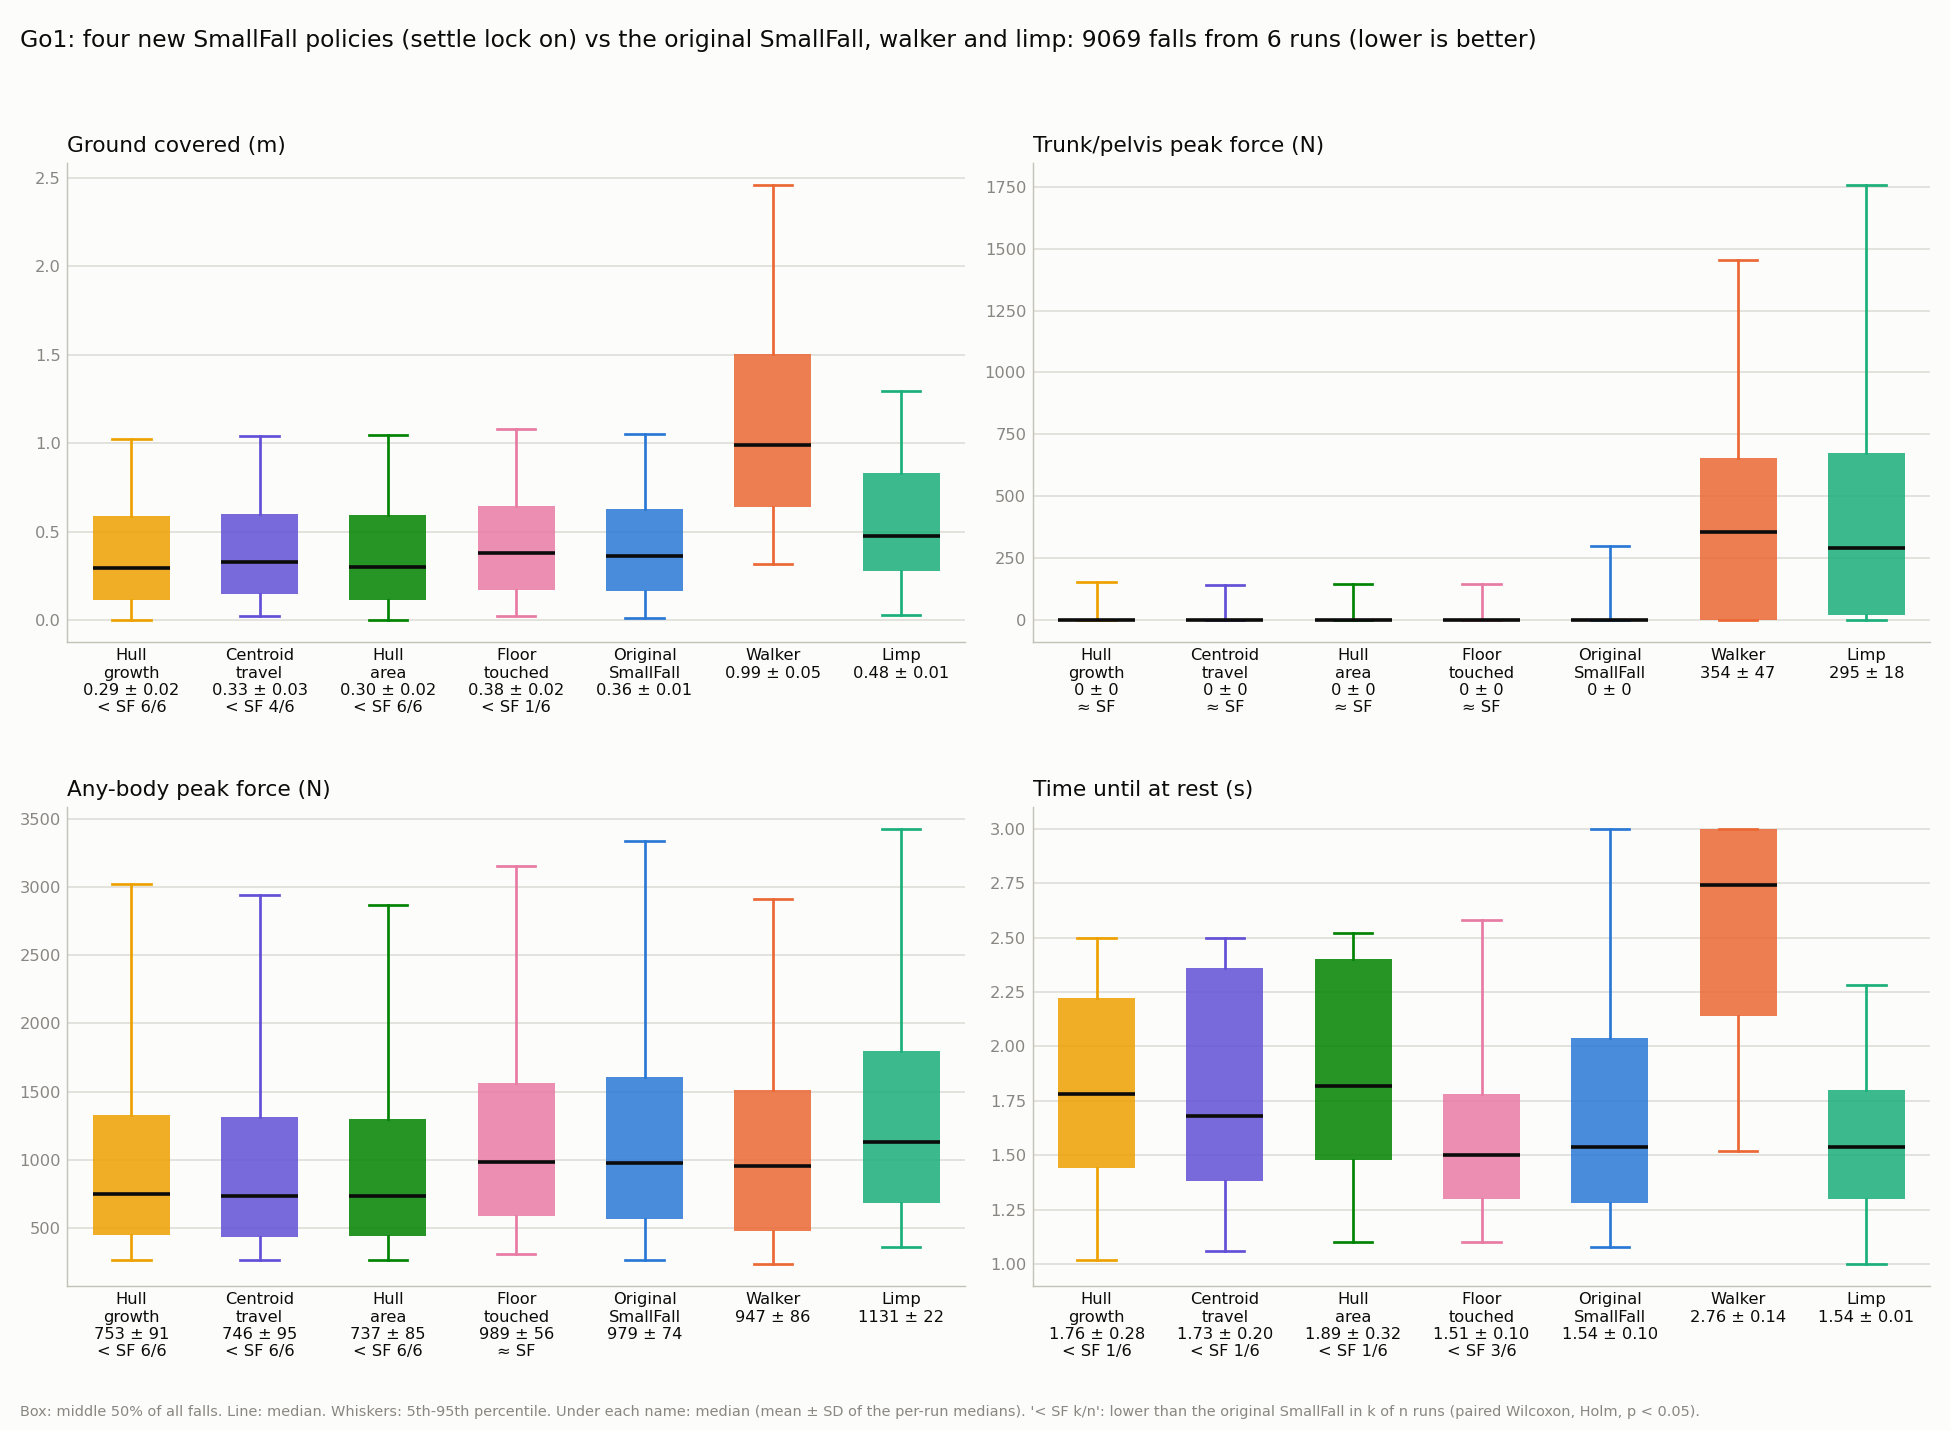 Go1: four new SmallFall policies (settle lock on) vs the original SmallFall, walker and limp: 9069 falls from 6 runs (lower is better)
Ground covered (m)
2.5
2.0
1.5
1.0
0.5
0.0
Hull growth 0.29 ± 0.02 < SF 6/6
Centroid travel 0.33 ± 0.03 < SF 4/6
Hull area 0.30 ± 0.02 < SF 6/6
Floor touched 0.38 ± 0.02 < SF 1/6
Original SmallFall 0.36 ± 0.01
Walker 0.99 ± 0.05
Limp 0.48 ± 0.01
Trunk/pelvis peak force (N)
1750
1500
1250
1000
750
500
250
0
Hull growth 0 ± 0 ≈ SF
Centroid travel 0 ± 0 ≈ SF
Hull area 0 ± 0 ≈ SF
Floor touched 0 ± 0 ≈ SF
Original SmallFall 0 ± 0
Walker 354 ± 47
Limp 295 ± 18
Any-body peak force (N)
3500
3000
2500
2000
1500
1000
500
Hull growth 753 ± 91 < SF 6/6
Centroid travel 746 ± 95 < SF 6/6
Hull area 737 ± 85 < SF 6/6
Floor touched 989 ± 56 ≈ SF
Original SmallFall 979 ± 74
Walker 947 ± 86
Limp 1131 ± 22
Time until at rest (s)
3.00
2.75
2.50
2.25
2.00
1.75
1.50
1.25
1.00
Hull growth 1.76 ± 0.28 < SF 1/6
Centroid travel 1.73 ± 0.20 < SF 1/6
Hull area 1.89 ± 0.32 < SF 1/6
Floor touched 1.51 ± 0.10 < SF 3/6
Original SmallFall 1.54 ± 0.10
Walker 2.76 ± 0.14
Limp 1.54 ± 0.01
Box: middle 50% of all falls. Line: median. Whiskers: 5th-95th percentile. Under each name: median (mean ± SD of the per-run medians). '< SF k/n': lower than the original SmallFall in k of n runs (paired Wilcoxon, Holm, p < 0.05).